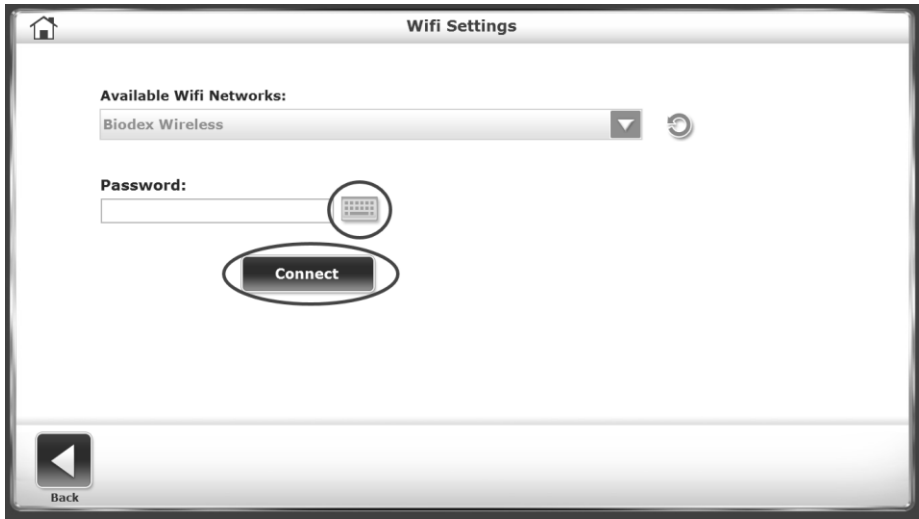 Wifi Settings
Available Wifi Networks:
Biodex Wireless
Password:
Connect
Back